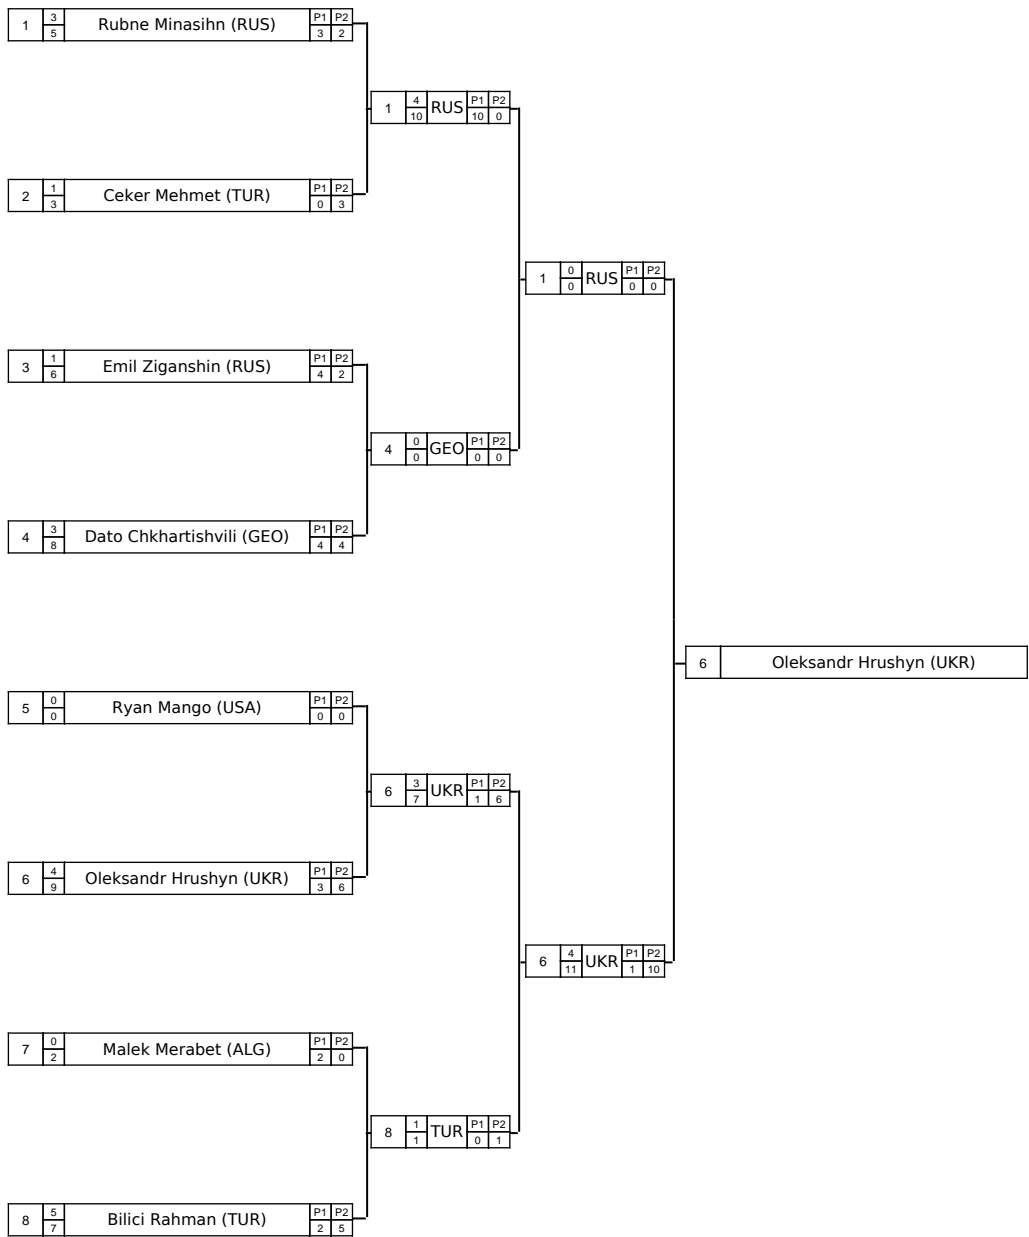 1 3 5 Rubne Minasihn (RUS) P1 P2 3 2
1 4 10 RUS P1 P2 10 0
2 1 3 Ceker Mehmet (TUR) P1 P2 0 3
1 0 0 RUS P1 P2 0 0
3 1 6 Emil Ziganshin (RUS) P1 P2 4 2
4 0 0 GEO P1 P2 0 0
4 3 8 Dato Chkhartishvili (GEO) P1 P2 4 4
6 Oleksandr Hrushyn (UKR)
5 0 0 Ryan Mango (USA) P1 P2 0 0
6 3 7 UKR P1 P2 1 6
6 4 9 Oleksandr Hrushyn (UKR) P1 P2 3 6
6 4 11 UKR P1 P2 1 10
7 0 2 Malek Merabet (ALG) P1 P2 2 0
8 1 1 TUR P1 P2 0 1
8 5 7 Bilici Rahman (TUR) P1 P2 2 5